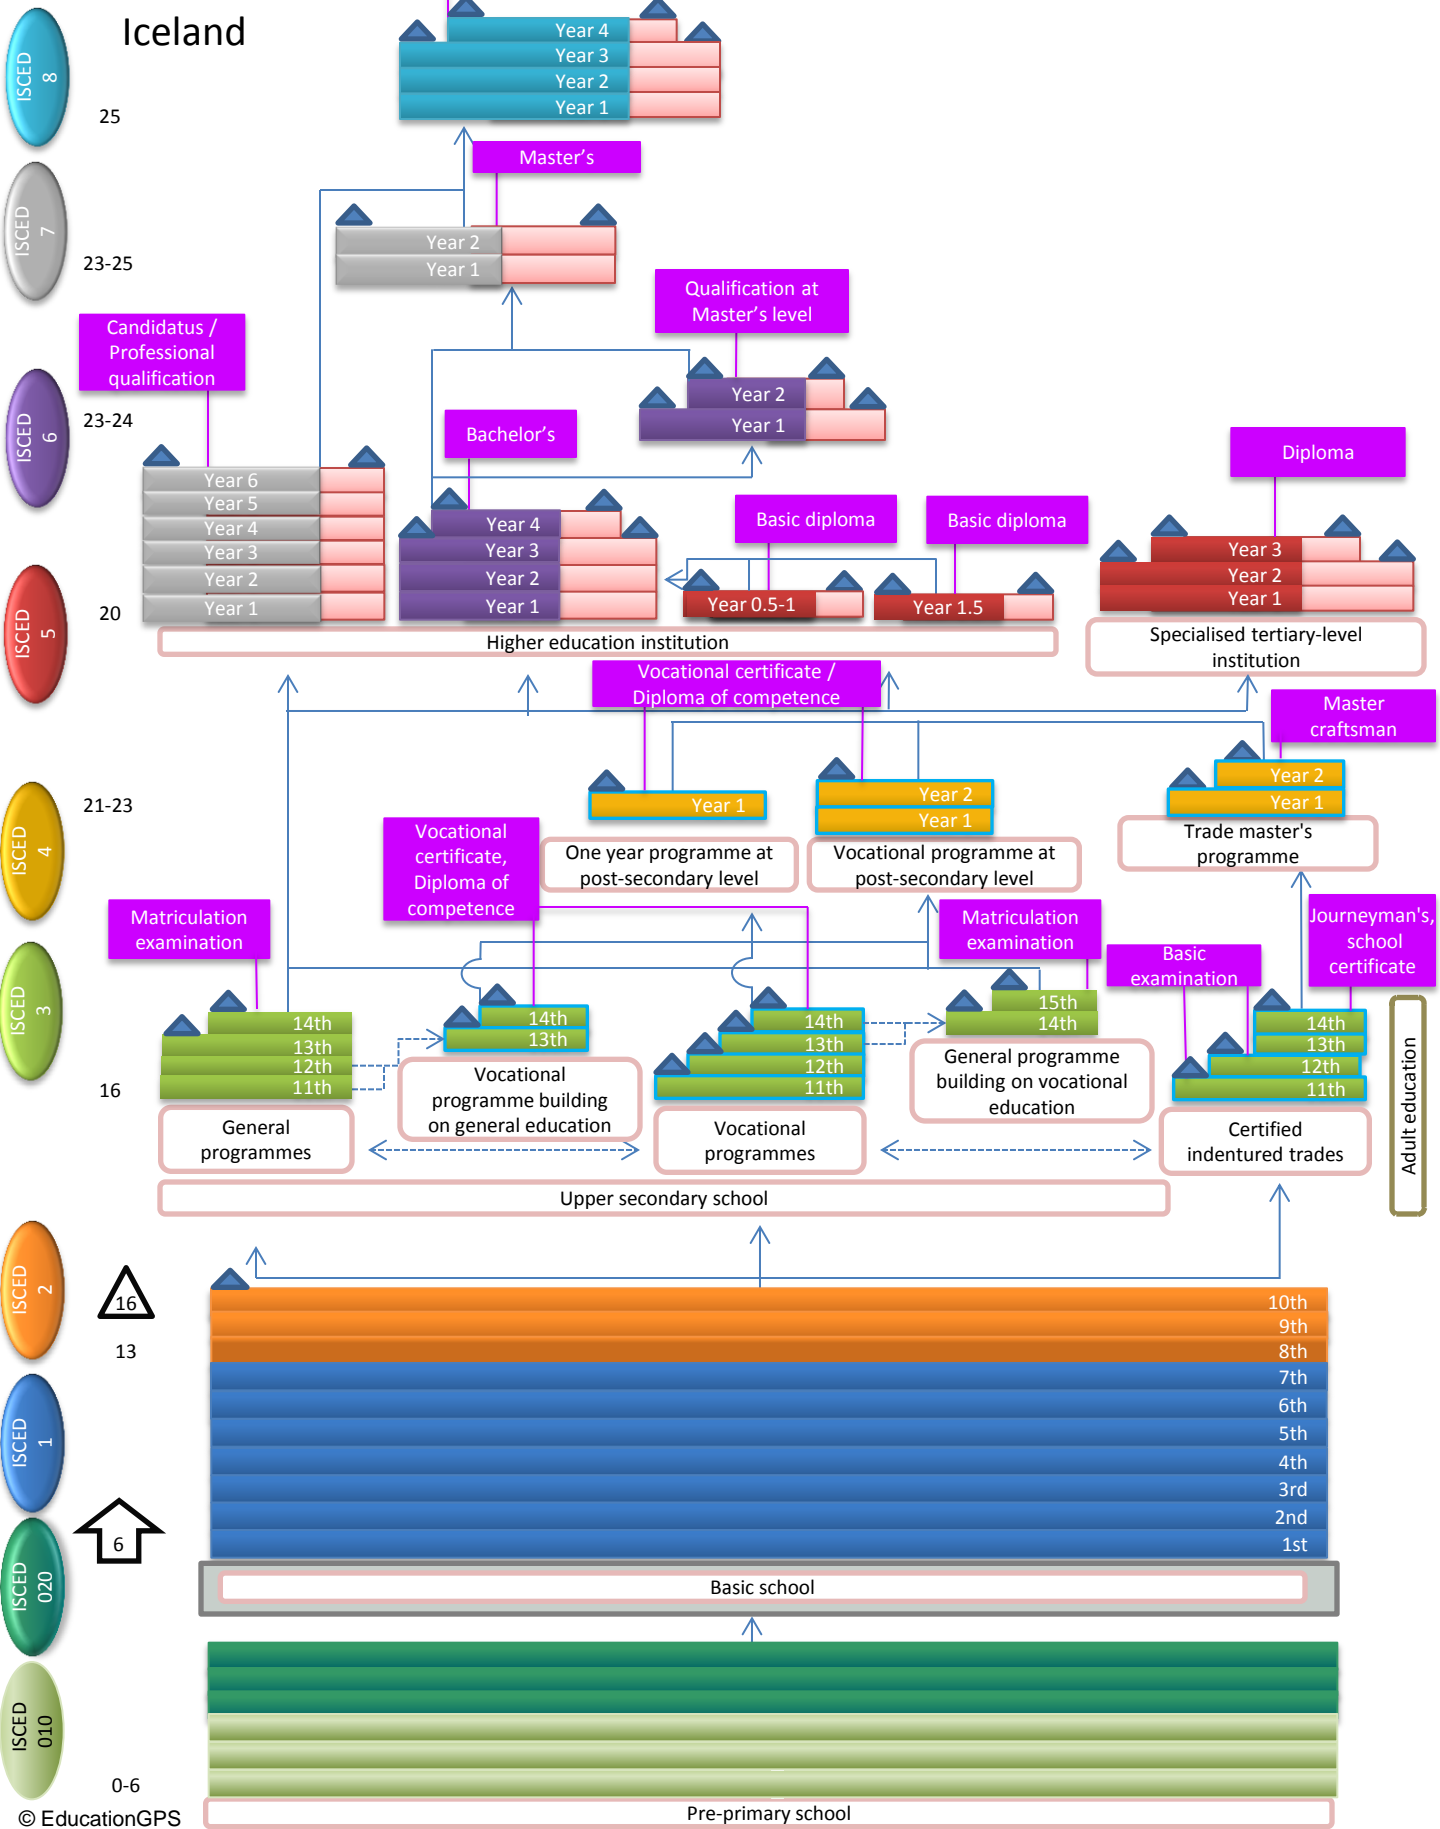 Iceland
ISCED
8
25
Year 4
Year 3
Year 2
Year 1
Master's
ISCED
7
23-25
Year 2
Year 1
Qualification at
Master's level
Candidatus /
Professional
qualification
ISCED
6
23-24
Year 2
Year 1
Bachelor's
Diploma
Year 6
Year 5
Year 4
Year 3
Year 2
Year 1
Year 4
Year 3
Year 2
Year 1
Basic diploma
Year 0.5-1
Basic diploma
Year 1.5
Year 3
Year 2
Year 1
ISCED
5
20
Higher education institution
Specialised tertiary-level
institution
Vocational certificate /
Diploma of competence
Master
craftsman
ISCED
4
21-23
Year 1
Year 2
Year 1
Year 2
Year 1
One year programme at
post-secondary level
Vocational programme at
post-secondary level
Trade master's
programme
Vocational
certificate,
Diploma of
competence
Matriculation
examination
Matriculation
examination
Basic
examination
Journeyman's,
school
certificate
ISCED
3
16
14th
13th
12th
11th
14th
13th
14th
13th
12th
11th
15th
14th
14th
13th
12th
11th
General
programmes
Vocational
programme building
on general education
Vocational
programmes
General programme
building on vocational
education
Certified
indentured trades
Adult education
Upper secondary school
ISCED
2
16
13
10th
9th
8th
7th
6th
5th
4th
3rd
2nd
1st
ISCED
1
6
Basic school
ISCED
020
ISCED
010
0-6
Pre-primary school
© EducationGPS